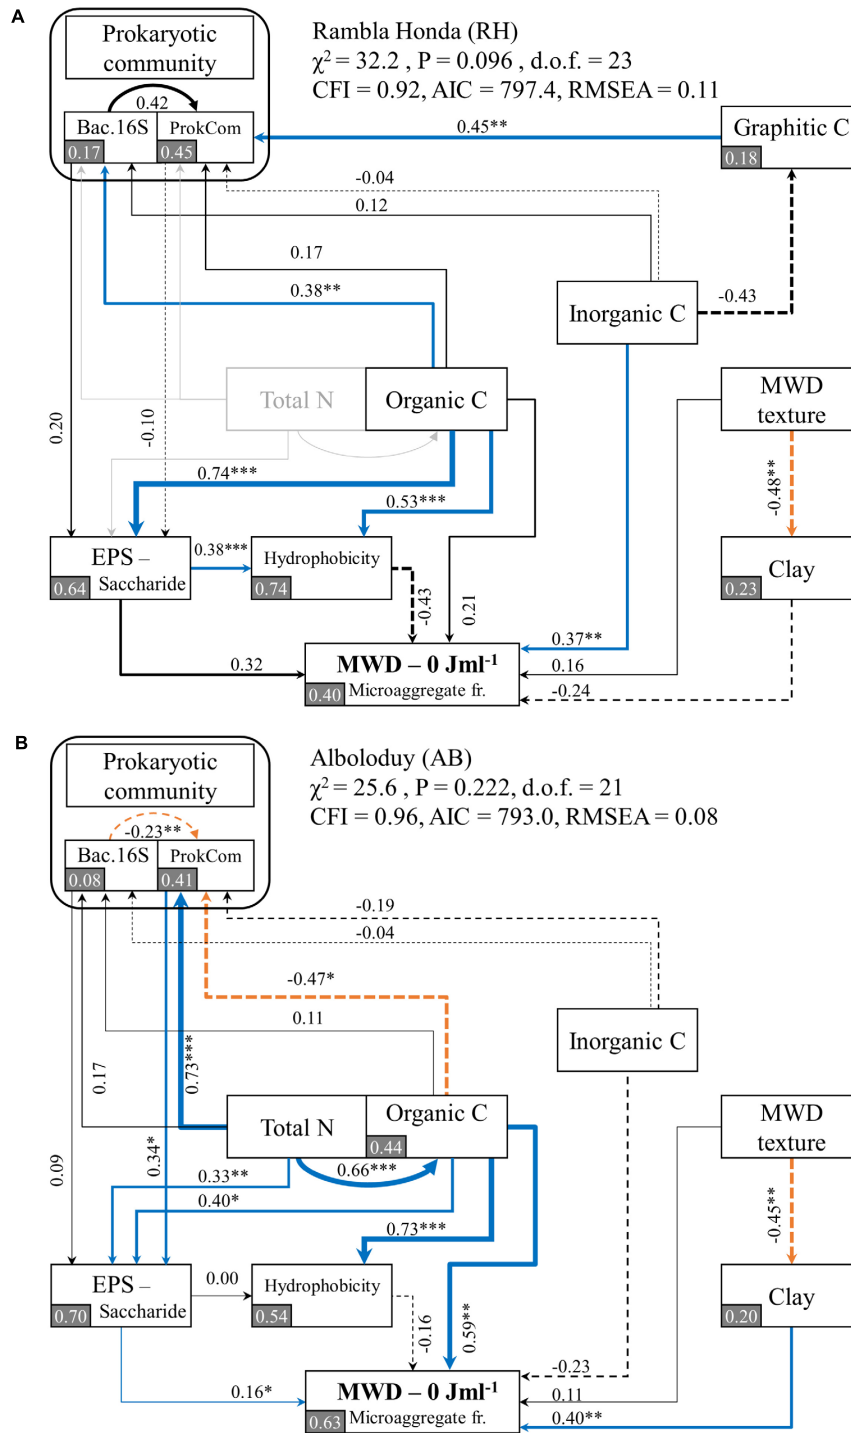 A
Prokaryotic
community
Rambla Honda (RH)
χ² = 32.2 , P = 0.096 , d.o.f. = 23
CFI = 0.92, AIC = 797.4, RMSEA = 0.11
0.42
Bac.16S
ProkCom
0.17
0.45
0.45**
Graphitic C
0.18
-0.04
0.12
0.17
0.38**
Inorganic C
-0.43
Total N
Organic C
MWD
texture
0.20
-0.10
0.74***
0.53***
-0.48**
EPS –
Saccharide
0.64
0.38***
Hydrophobicity
0.74
Clay
0.23
-0.43
0.21
0.32
MWD – 0 Jml⁻¹
Microaggregate fr.
0.40
0.37**
0.16
-0.24
B
Prokaryotic
community
Alboloduy (AB)
χ² = 25.6 , P = 0.222, d.o.f. = 21
CFI = 0.96, AIC = 793.0, RMSEA = 0.08
-0.23**
Bac.16S
ProkCom
0.08
0.41
-0.19
-0.04
-0.47*
0.11
Inorganic C
0.17
0.73***
Total N
Organic C
0.44
MWD
texture
0.09
0.34*
0.33**
0.66***
0.40*
0.73***
-0.45**
EPS –
Saccharide
0.70
0.00
Hydrophobicity
0.54
Clay
0.20
-0.16
0.59**
0.16*
MWD – 0 Jml⁻¹
Microaggregate fr.
0.63
-0.23
0.11
0.40**